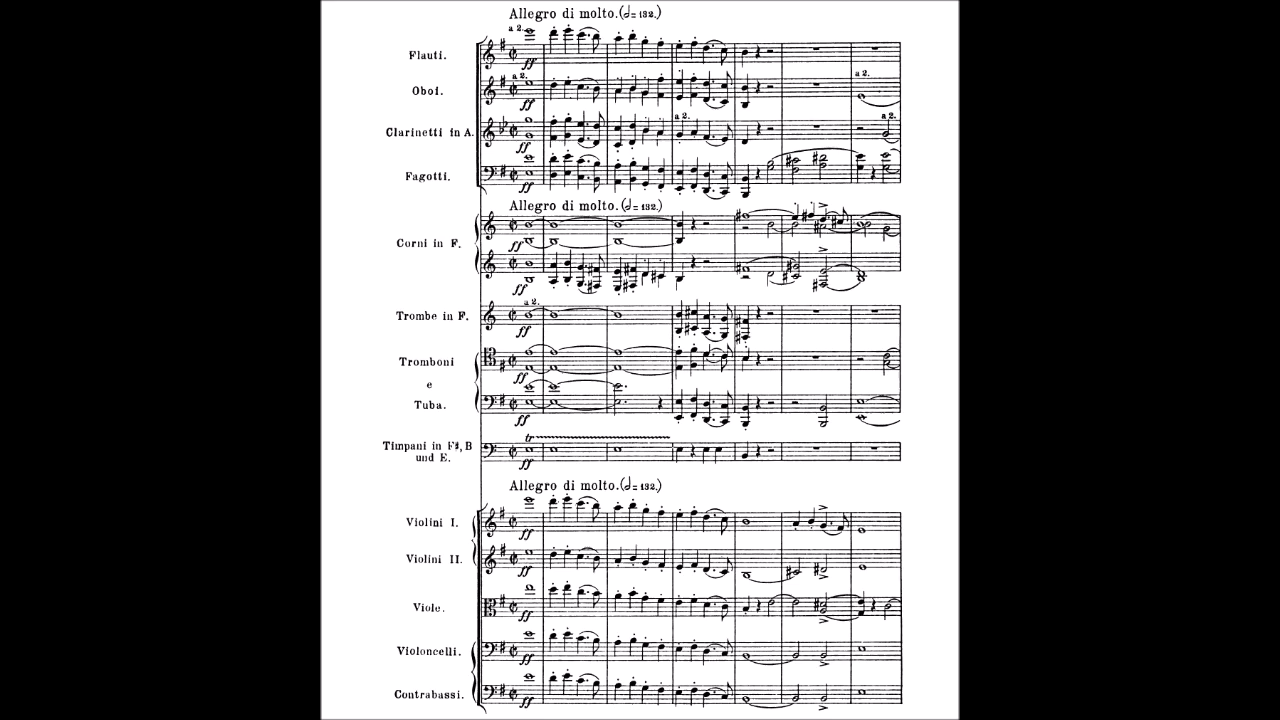 Allegro di molto. (𝅗𝅥=132.)
a 2.
Flauti.
ff
a 2.
a 2.
Oboi.
ff
a 2.
a 2.
Clarinetti in A.
ff
Fagotti.
ff
Allegro di molto. (𝅗𝅥=132.)
Corni in F.
ff
ff
a 2.
Trombe in F.
ff
Tromboni
ff
e
Tuba.
ff
tr
Timpani in F♯, B
und E.
ff
Allegro di molto. (𝅗𝅥=132.)
Violini I.
ff
Violini II.
ff
Viole.
ff
Violoncelli.
ff
Contrabassi.
ff